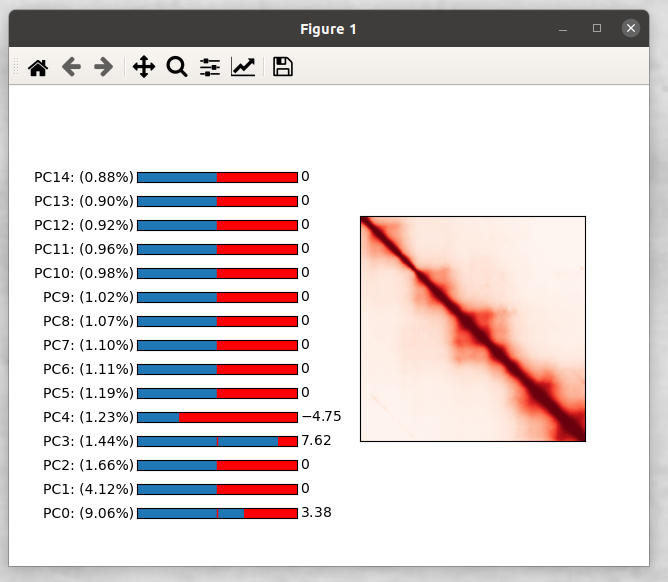 Figure 1
PC14: (0.88%) 0
PC13: (0.90%) 0
PC12: (0.92%) 0
PC11: (0.96%) 0
PC10: (0.98%) 0
PC9: (1.02%) 0
PC8: (1.07%) 0
PC7: (1.10%) 0
PC6: (1.11%) 0
PC5: (1.19%) 0
PC4: (1.23%) −4.75
PC3: (1.44%) 7.62
PC2: (1.66%) 0
PC1: (4.12%) 0
PC0: (9.06%) 3.38